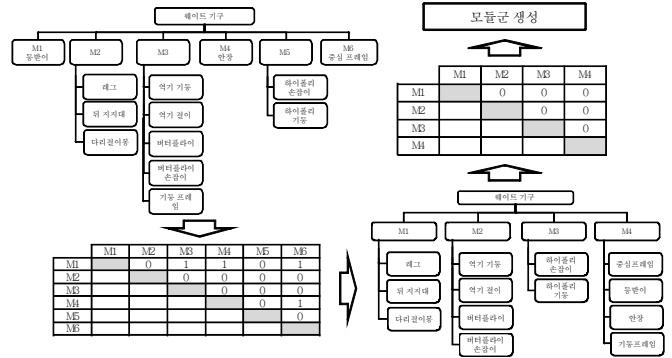 웨이트 기구
M1
등받이
M2
M3
M4
안장
M5
M6
중심 프레임
레그
뒤 지지대
다리걸이봉
역기 기둥
역기 걸이
버터플라이
버터플라이
손잡이
기둥 프레
임
하이풀리
손잡이
하이풀리
기둥
M1 M2 M3 M4 M5 M6
M1 0 1 1 0 1
M2 0 0 0 0
M3 0 0 0
M4 0 1
M5 0
M6
모듈군 생성
M1 M2 M3 M4
M1 0 0 0
M2 0 0
M3 0
M4
웨이트 기구
M1
M2
M3
M4
레그
뒤 지지대
다리걸이봉
역기 기둥
역기 걸이
버터플라이
버터플라이
손잡이
하이풀리
손잡이
하이풀리
기둥
중심프레임
등받이
안장
기둥프레임